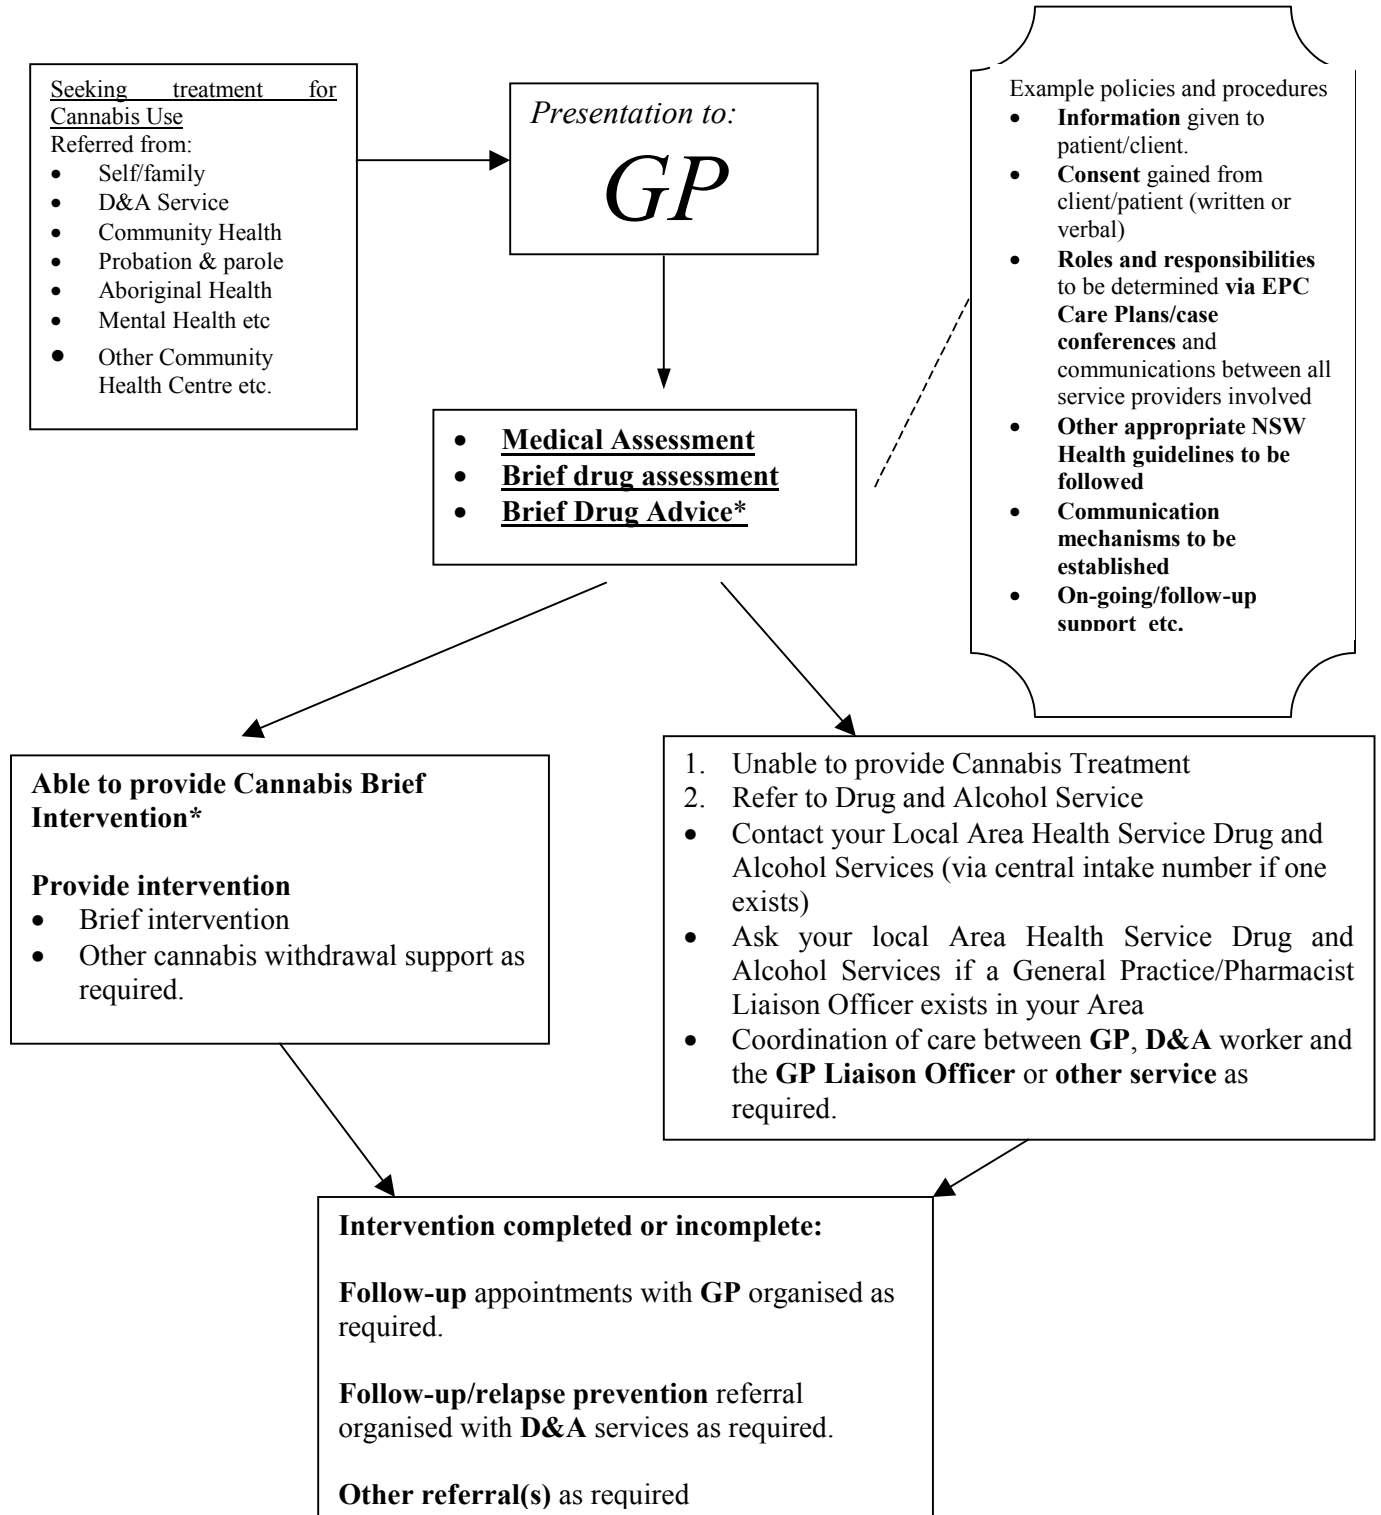 Seeking treatment for
Cannabis Use
Referred from:
• Self/family
• D&A Service
• Community Health
• Probation & parole
• Aboriginal Health
• Mental Health etc
• Other Community
Health Centre etc.
Presentation to:
GP
Example policies and procedures
• Information given to
patient/client.
• Consent gained from
client/patient (written or
verbal)
• Roles and responsibilities
to be determined via EPC
Care Plans/case
conferences and
communications between all
service providers involved
• Other appropriate NSW
Health guidelines to be
followed
• Communication
mechanisms to be
established
• On-going/follow-up
support etc.
• Medical Assessment
• Brief drug assessment
• Brief Drug Advice*
Able to provide Cannabis Brief
Intervention*
Provide intervention
• Brief intervention
• Other cannabis withdrawal support as
required.
1. Unable to provide Cannabis Treatment
2. Refer to Drug and Alcohol Service
• Contact your Local Area Health Service Drug and
Alcohol Services (via central intake number if one
exists)
• Ask your local Area Health Service Drug and
Alcohol Services if a General Practice/Pharmacist
Liaison Officer exists in your Area
• Coordination of care between GP, D&A worker and
the GP Liaison Officer or other service as
required.
Intervention completed or incomplete:
Follow-up appointments with GP organised as
required.
Follow-up/relapse prevention referral
organised with D&A services as required.
Other referral(s) as required